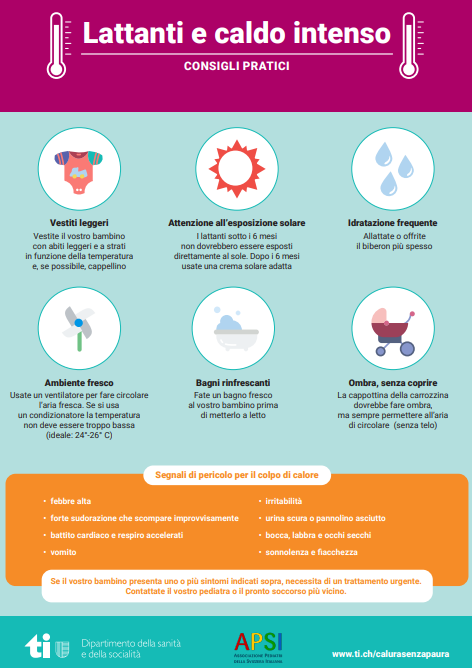 Lattanti e caldo intenso
CONSIGLI PRATICI
Vestiti leggeri
Vestite il vostro bambino
con abiti leggeri e a strati
in funzione della temperatura
e, se possibile, cappellino
Attenzione all'esposizione solare
I lattanti sotto i 6 mesi
non dovrebbero essere esposti
direttamente al sole. Dopo i 6 mesi
usate una crema solare adatta
Idratazione frequente
Allattate o offrite
il biberon più spesso
Ambiente fresco
Usate un ventilatore per fare circolare
l'aria fresca. Se si usa
un condizionatore la temperatura
non deve essere troppo bassa
(ideale: 24°-26° C)
Bagni rinfrescanti
Fate un bagno fresco
al vostro bambino prima
di metterlo a letto
Ombra, senza coprire
La cappottina della carrozzina
dovrebbe fare ombra,
ma sempre permettere all'aria
di circolare (senza telo)
Segnali di pericolo per il colpo di calore
• febbre alta
• forte sudorazione che scompare improvvisamente
• battito cardiaco e respiro accelerati
• vomito
• irritabilità
• urina scura o pannolino asciutto
• bocca, labbra e occhi secchi
• sonnolenza e fiacchezza
Se il vostro bambino presenta uno o più sintomi indicati sopra, necessita di un trattamento urgente.
Contattate il vostro pediatra o il pronto soccorso più vicino.
ti
Dipartimento della sanità
e della socialità
APSI
Associazione Pediatri
della Svizzera Italiana
www.ti.ch/calurasenzapaura